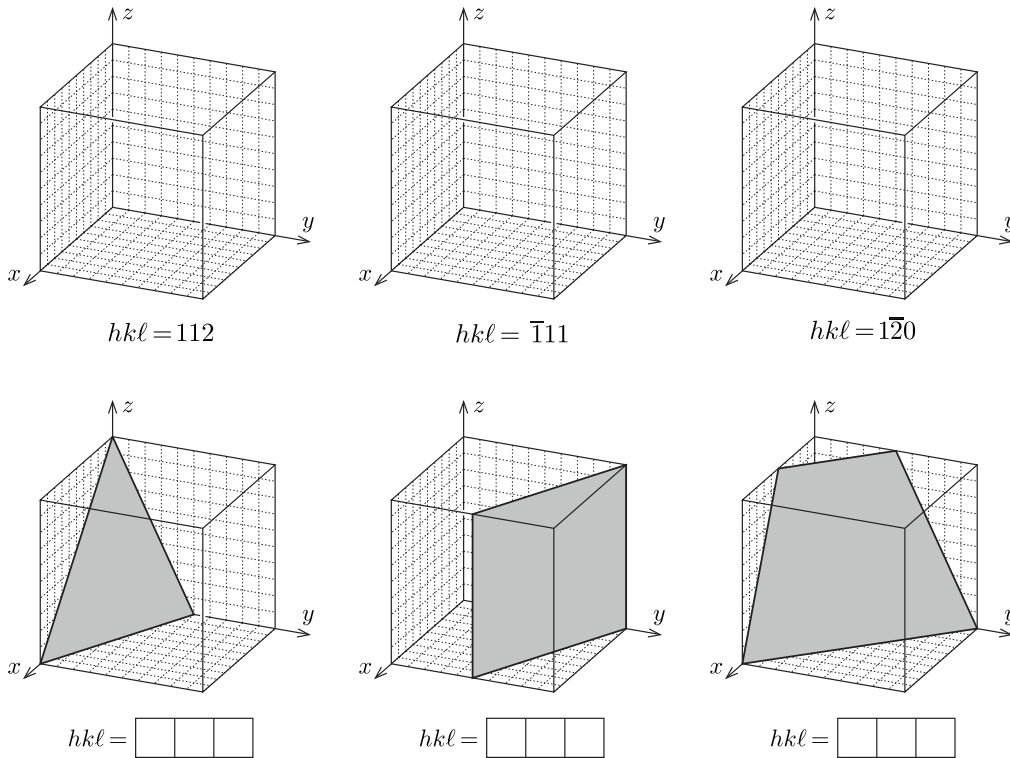 z z z
y y y
x x x
hkℓ = 112 hkℓ = 1̅11 hkℓ = 12̅0
z z z
y y y
x x x
hkℓ = hkℓ = hkℓ =